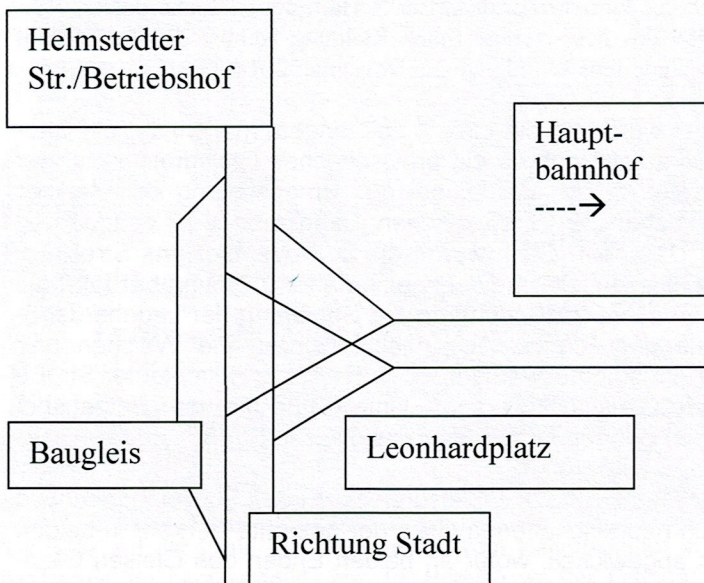 Helmstedter
Str./Betriebshof
Haupt-
bahnhof
Baugleis
Leonhardplatz
Richtung Stadt